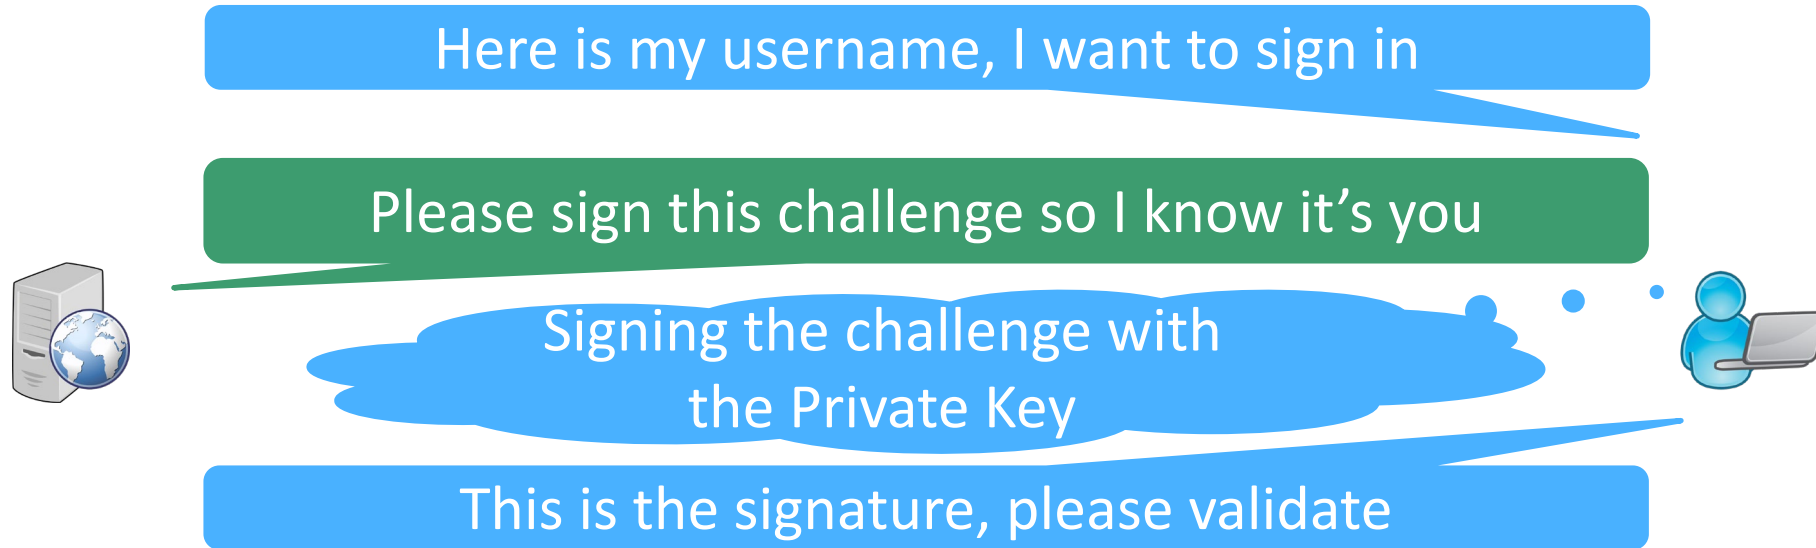 Here is my username, I want to sign in
Please sign this challenge so I know it’s you
Signing the challenge with
the Private Key
This is the signature, please validate